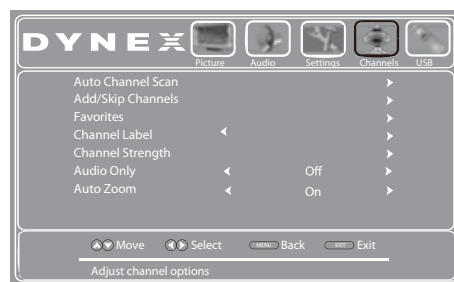 DYNEX
Picture Audio Settings Channels USB
Auto Channel Scan
Add/Skip Channels
Favorites
Channel Label
Channel Strength
Audio Only Off
Auto Zoom On
Move Select MENU Back EXIT Exit
Adjust channel options